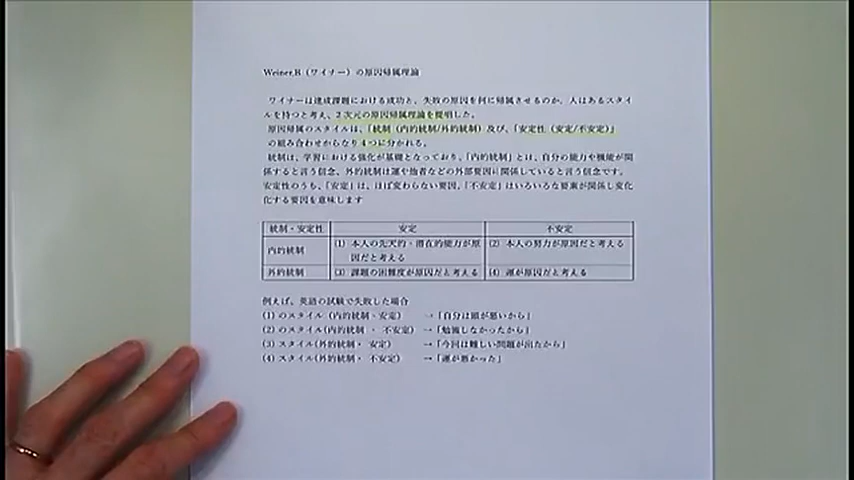 Weiner,B（ワイナー）の原因帰属理論
ワイナーは達成課題における成功と、失敗の原因を何に帰属させるのか、人はあるスタイ
ルを持つと考え、２次元の原因帰属理論を提唱した。
原因帰属のスタイルは、「統制（内的統制/外的統制）及び、「安定性（安定/不安定）」
の組み合わせからなり４つに分かれる。
統制は、学習における強化が基礎となっており、「内的統制」とは、自分の能力や機能が関
係すると言う信念、外的統制は運や他者などの外部要因に関係していると言う信念です。
安定性のうち、「安定」は、ほぼ変わらない要因、「不安定」はいろいろな要素が関係し変化
化する要因を意味します
統制・安定性 安定 不安定
内的統制 (1) 本人の先天的・潜在的能力が原因だと考える (2) 本人の努力が原因だと考える
外的統制 (3) 課題の困難度が原因だと考える (4) 運が原因だと考える
例えば、英語の試験で失敗した場合
(1) のスタイル（内的統制・安定） →「自分は頭が悪いから」
(2) のスタイル(内的統制 ・ 不安定) →「勉強しなかったから」
(3) スタイル(外的統制・ 安定) →「今回は難しい問題が出たから」
(4) スタイル(外的統制・ 不安定) →「運が悪かった」